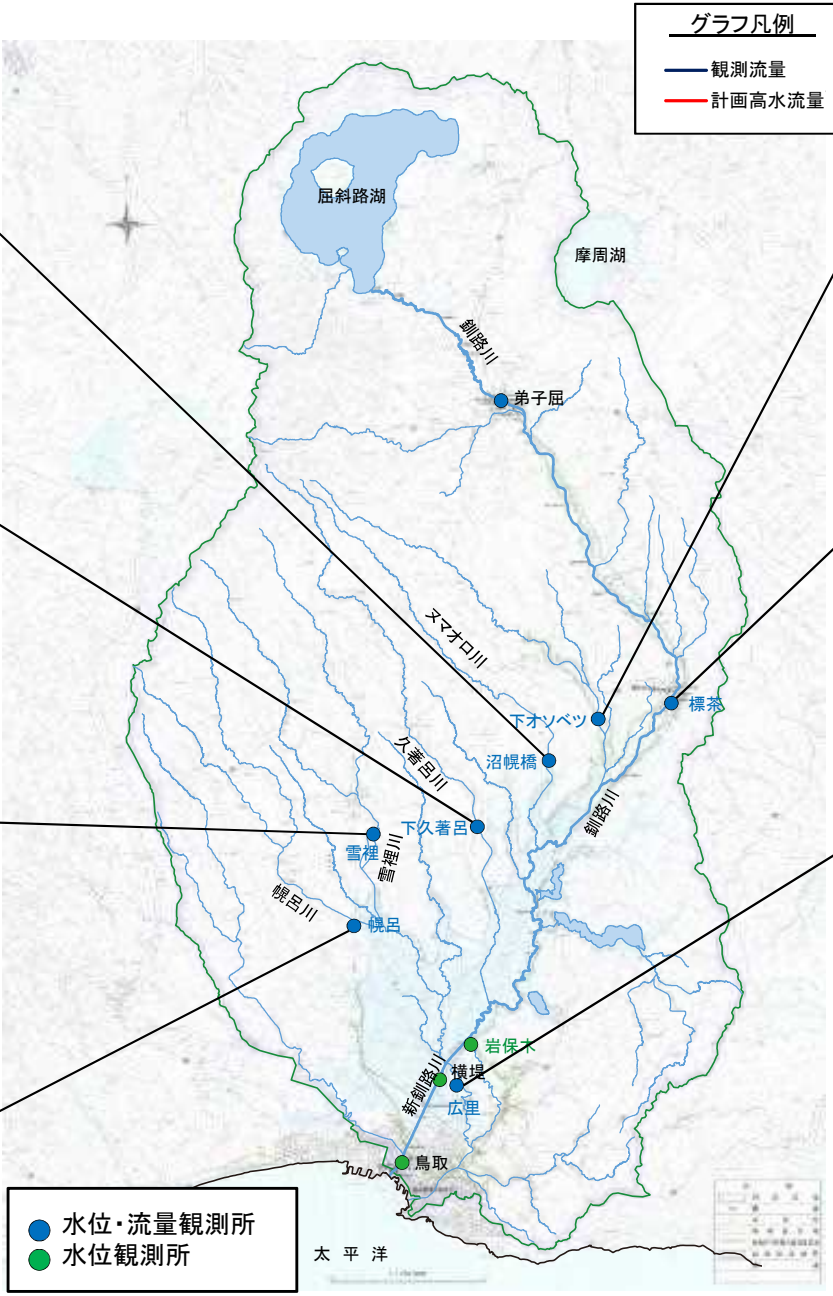 グラフ凡例
観測流量
計画高水流量
屈斜路湖
摩周湖
釧路川
弟子屈
ヌマオロ川
標茶
下オソベツ
沼幌橋
久著呂川
釧路川
下久著呂
雪裡
雪裡川
幌呂川
幌呂
岩保木
横堤
新釧路川
広里
鳥取
水位・流量観測所
水位観測所
太平洋